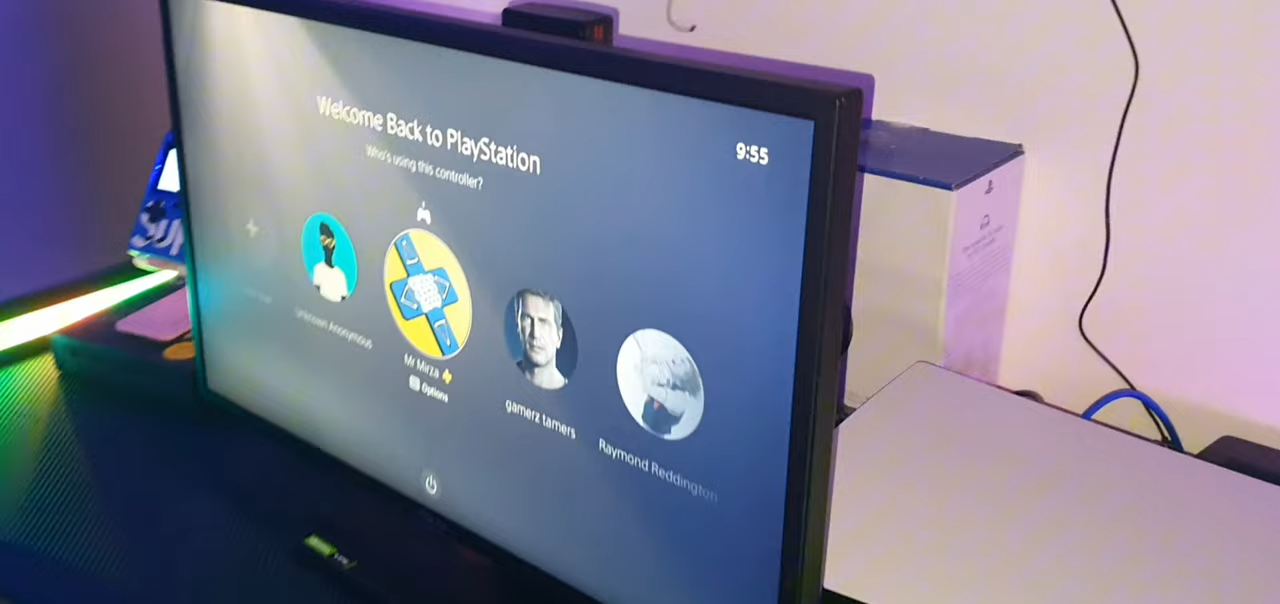 Welcome Back to PlayStation
Who's using this controller?
9:55
Unknown Anonymous
Mr Mirza
Options
gamerz tamers
Raymond Reddington
SUP